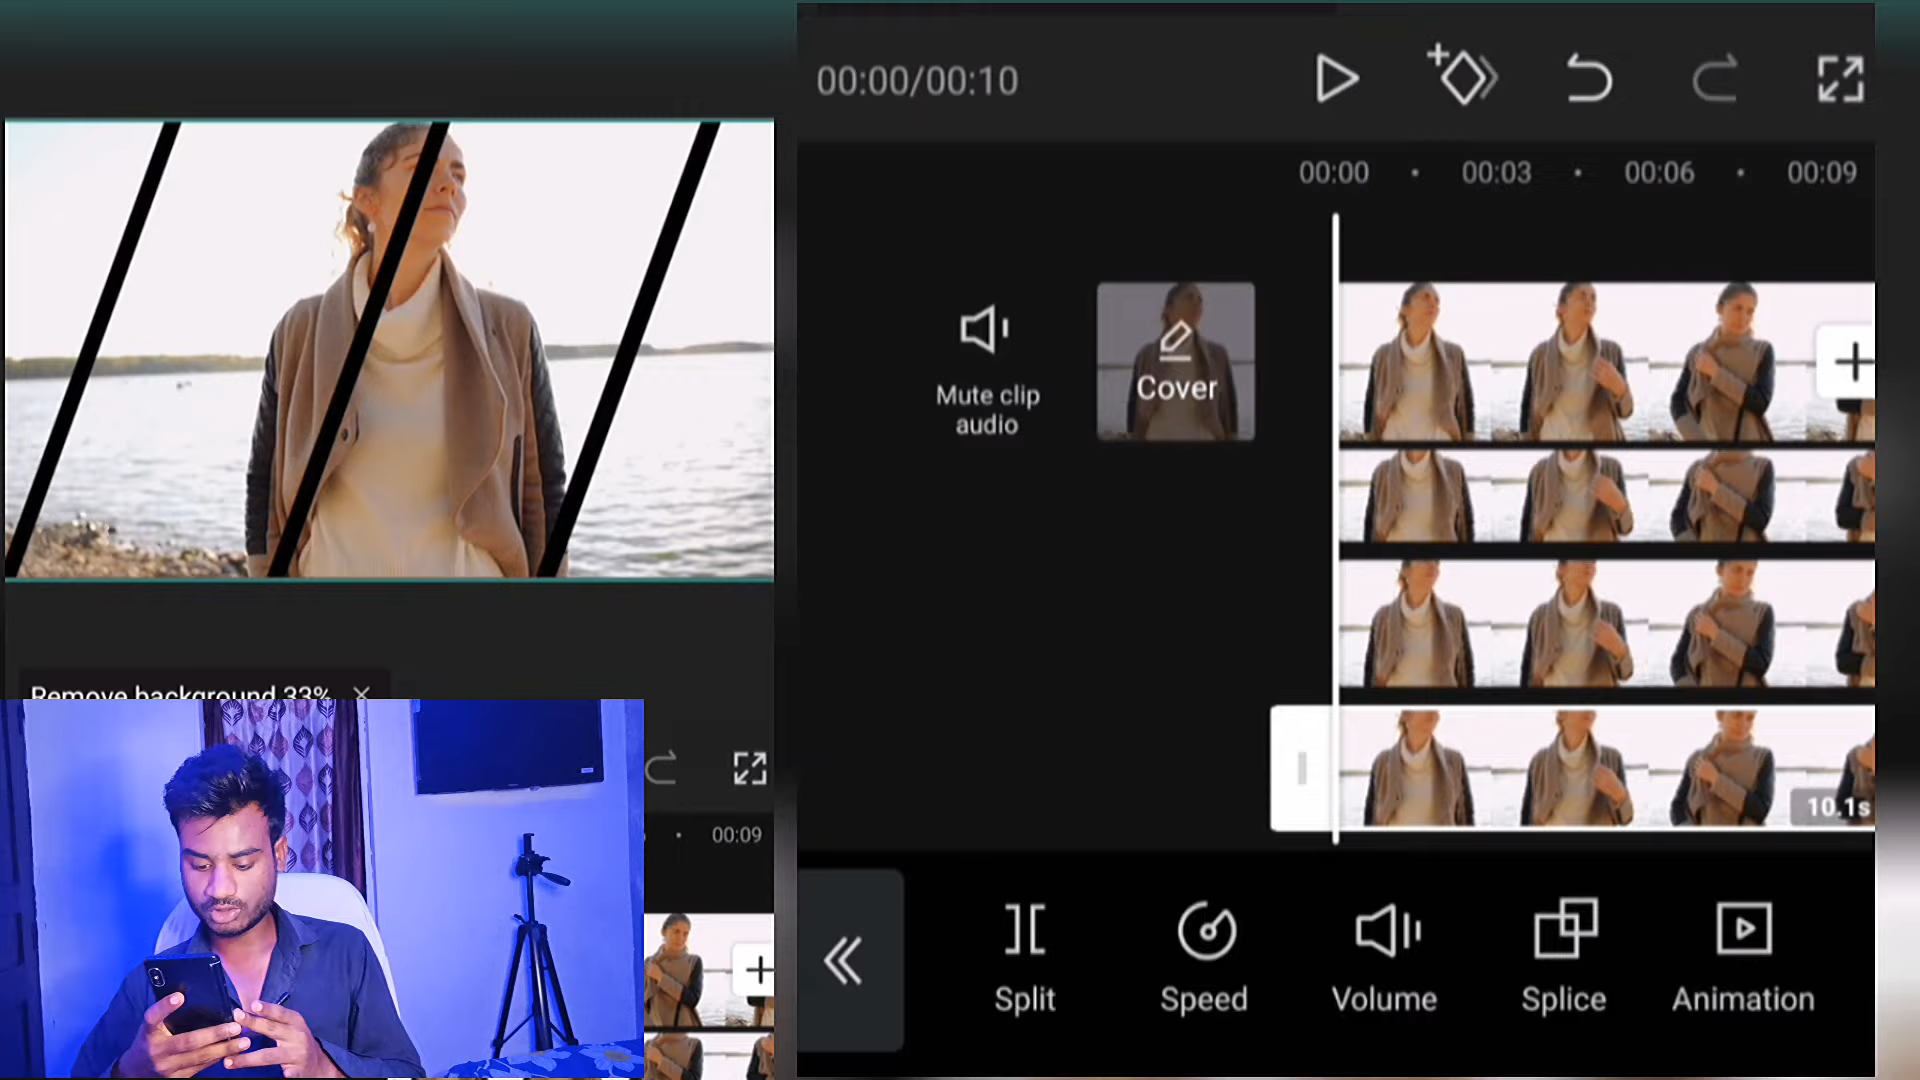 00:00/00:10
00:00 00:03 00:06 00:09
Mute clip
audio
Cover
10.1s
Split Speed Volume Splice Animation
Remove background 33%
00:09